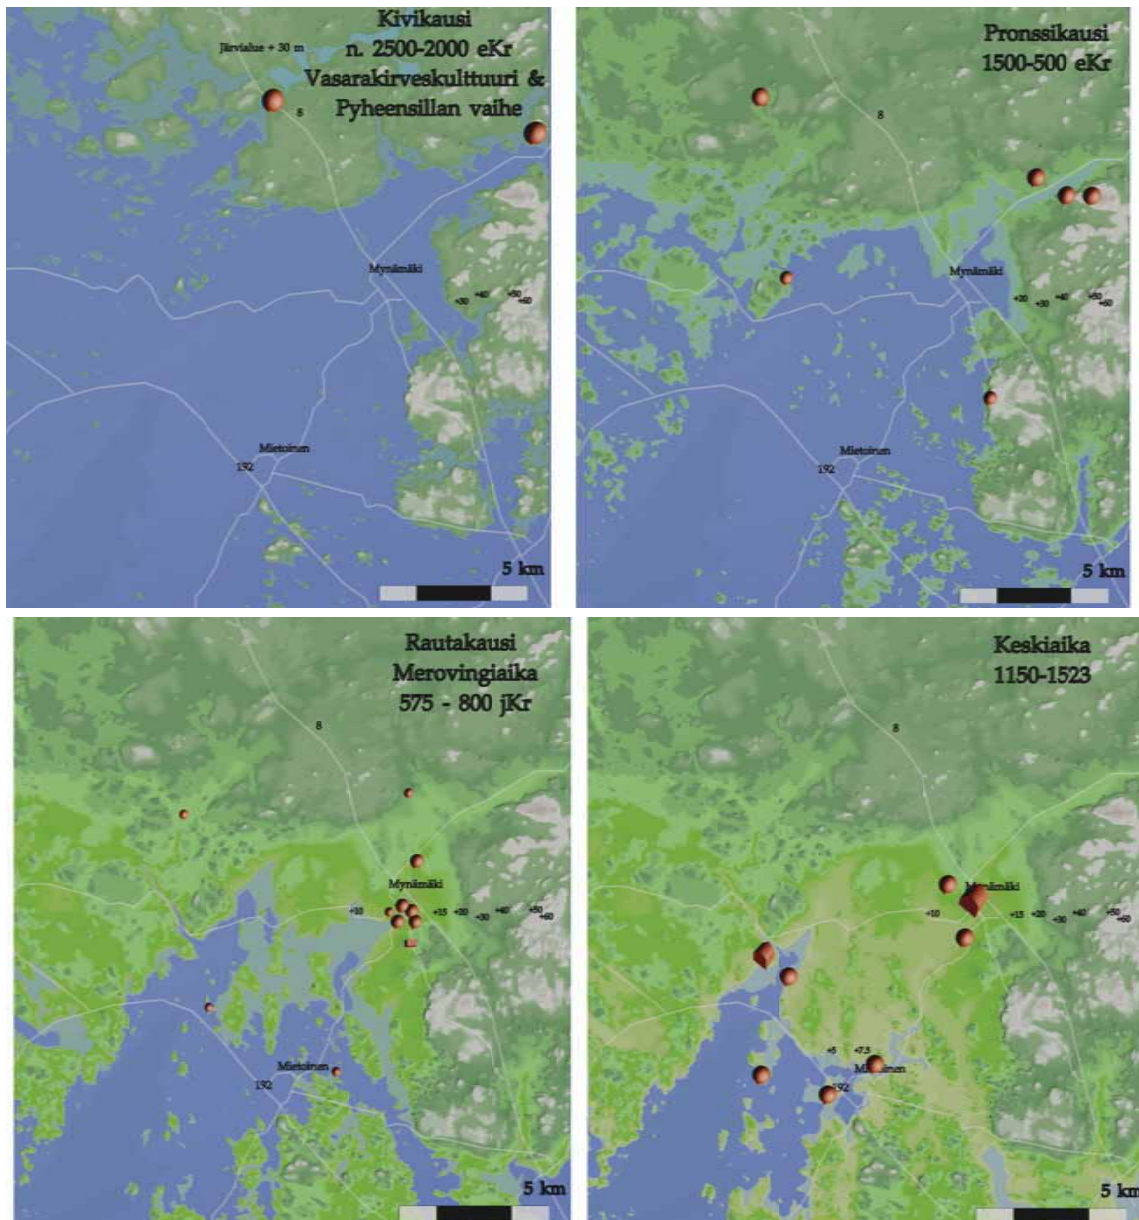 Kivikausi
n. 2500-2000 eKr
Vasarakirveskulttuuri &
Pyheensillan vaihe
Järvialue + 30 m
8
Mynämäki
+30 +40 +50 +60
Mietoinen
192
5 km
Pronssikausi
1500-500 eKr
8
Mynämäki
+20 +30 +40 +50 +60
Mietoinen
192
5 km
Rautakausi
Merovingiaika
575 - 800 jKr
8
Mynämäki
+10 +15 +20 +30 +40 +50 +60
Mietoinen
192
5 km
Keskiaika
1150-1523
8
Mynämäki
+10 +15 +20 +30 +40 +50 +60
+5 +7.5
192
5 km